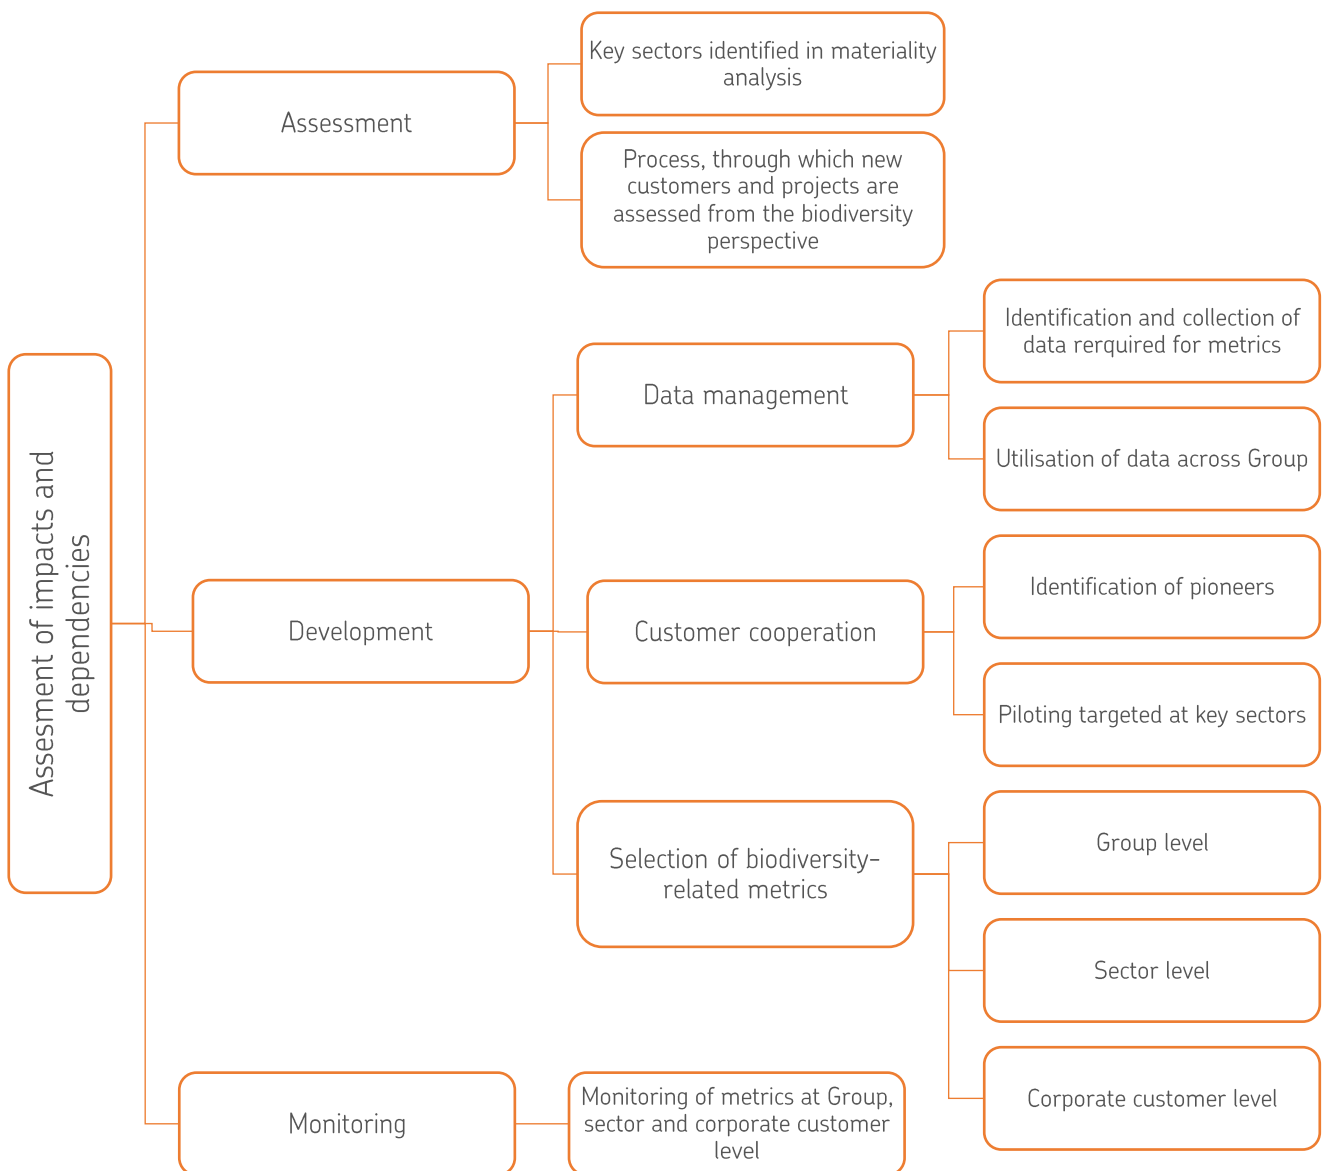 Assesment of impacts and
dependencies
Assessment
Key sectors identified in materiality
analysis
Process, through which new
customers and projects are
assessed from the biodiversity
perspective
Development
Data management
Identification and collection of
data rerquired for metrics
Utilisation of data across Group
Customer cooperation
Identification of pioneers
Piloting targeted at key sectors
Selection of biodiversity-
related metrics
Group level
Sector level
Corporate customer level
Monitoring
Monitoring of metrics at Group,
sector and corporate customer
level